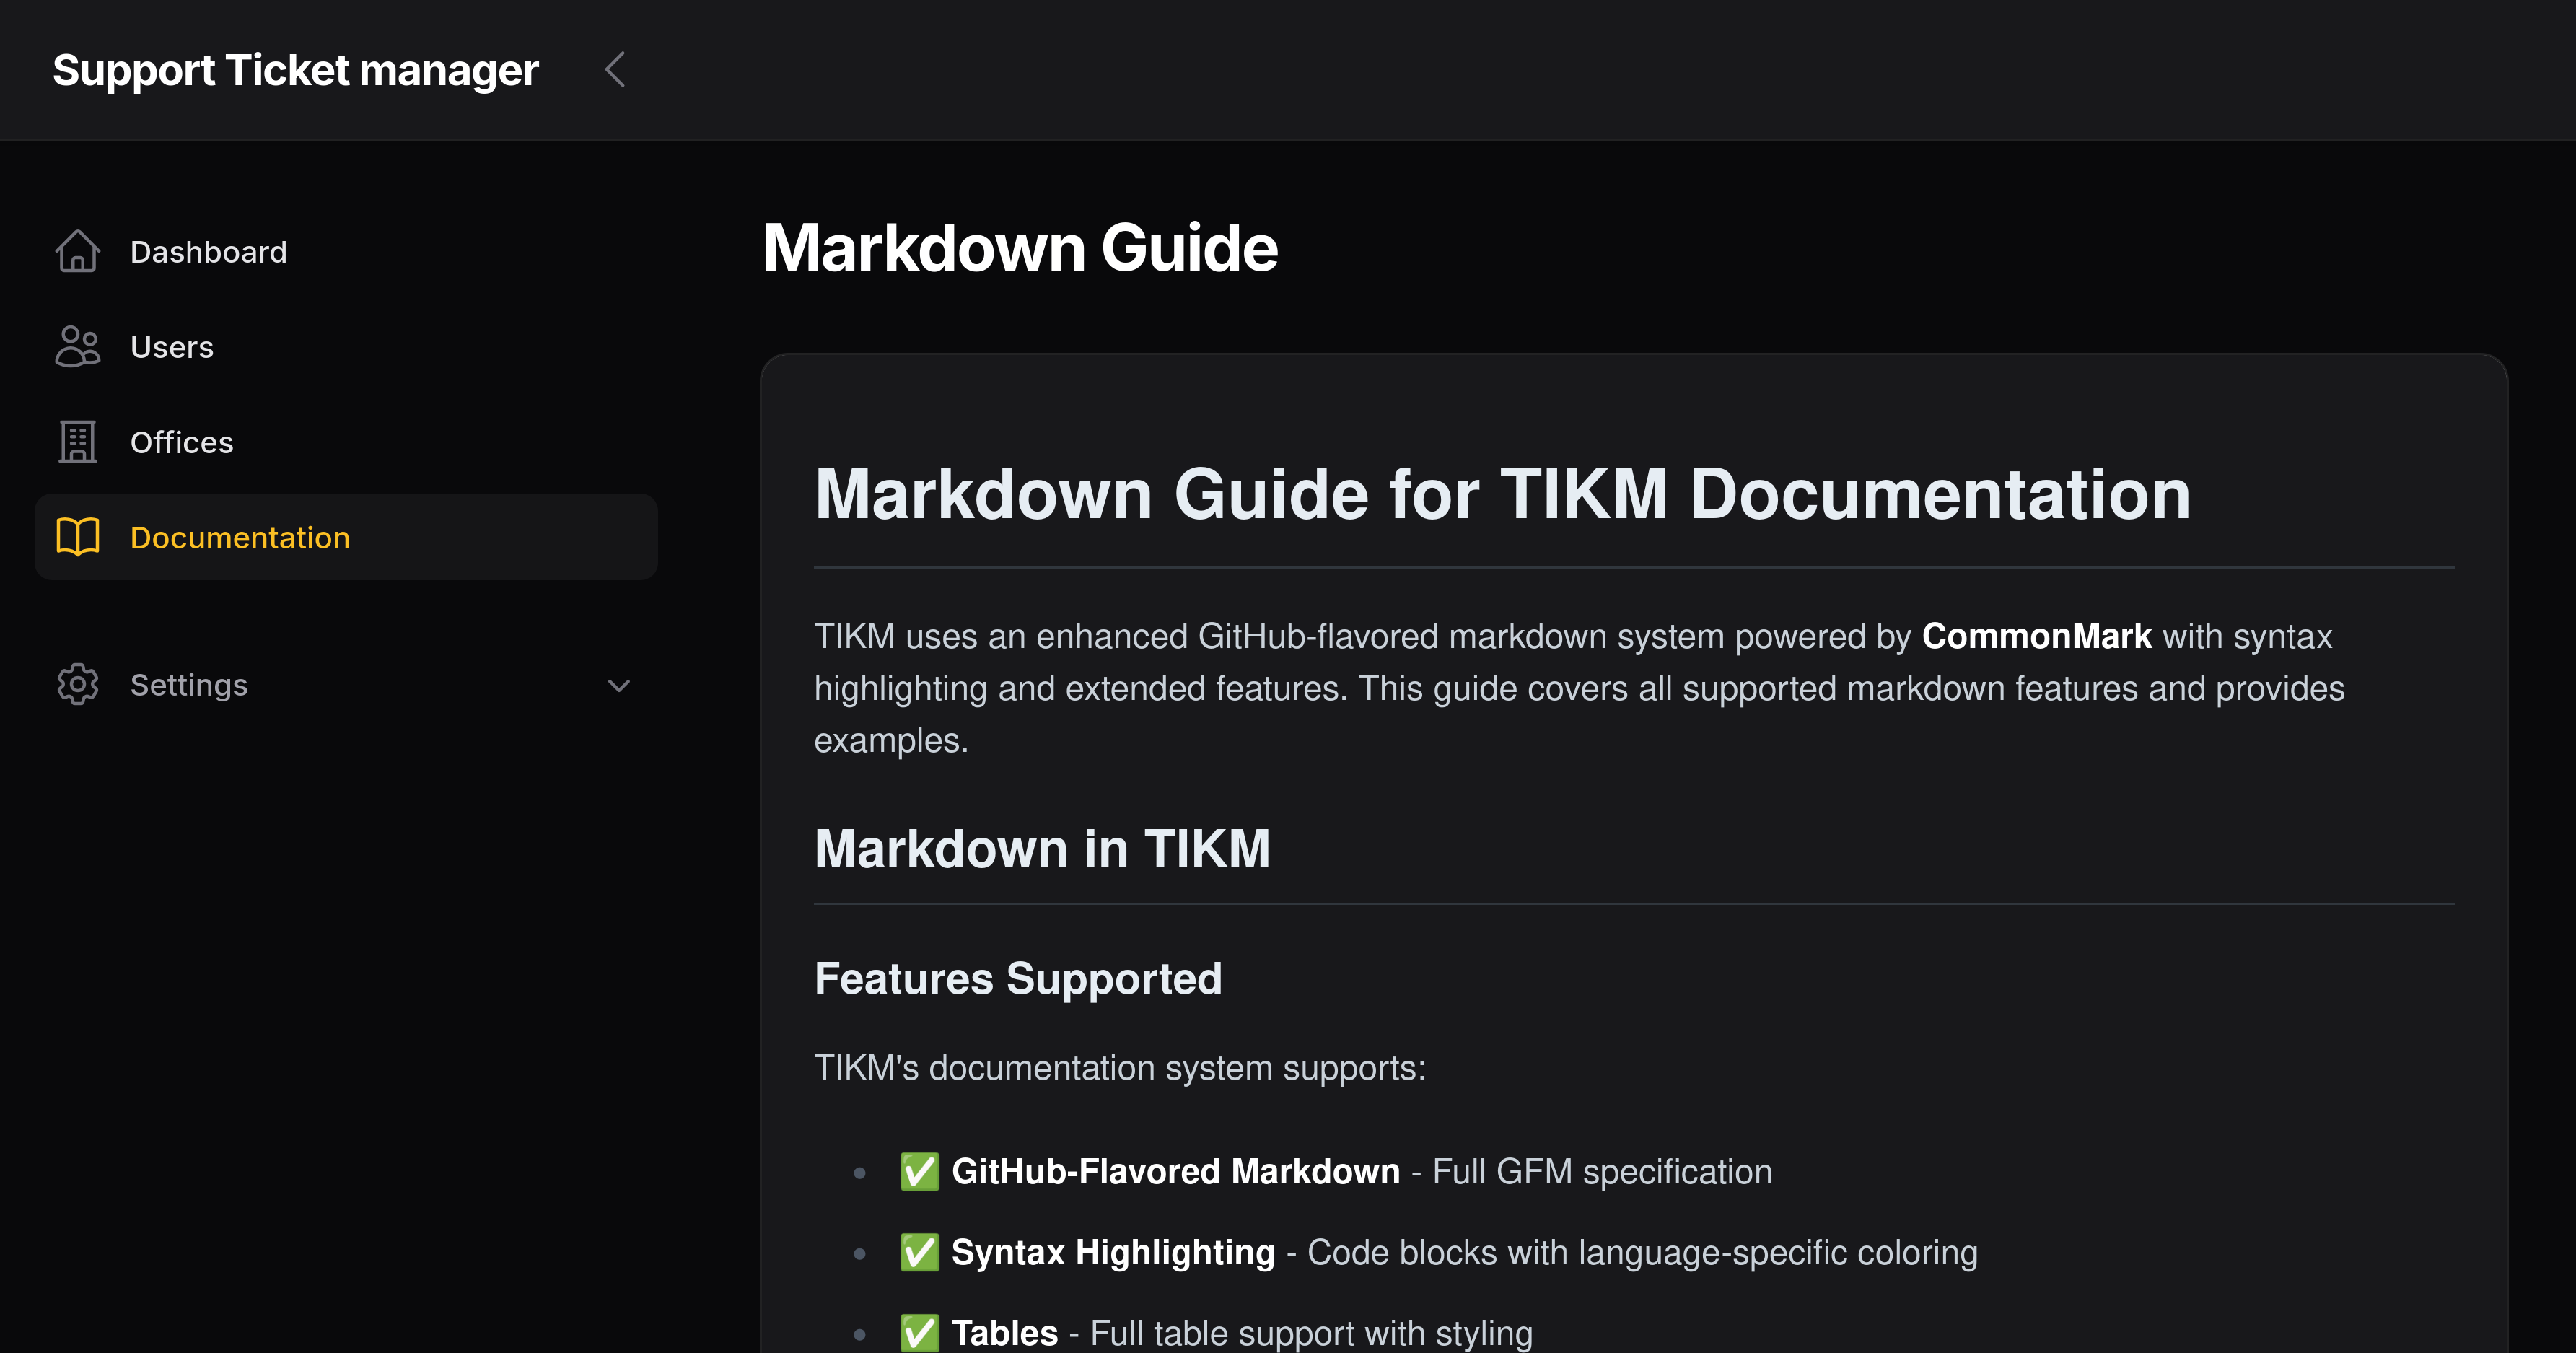 Support Ticket manager
Dashboard
Users
Offices
Documentation
Settings
Markdown Guide
Markdown Guide for TIKM Documentation
TIKM uses an enhanced GitHub-flavored markdown system powered by CommonMark with syntax
highlighting and extended features. This guide covers all supported markdown features and provides
examples.
Markdown in TIKM
Features Supported
TIKM's documentation system supports:
• ✅ GitHub-Flavored Markdown - Full GFM specification
• ✅ Syntax Highlighting - Code blocks with language-specific coloring
• ✅ Tables - Full table support with styling